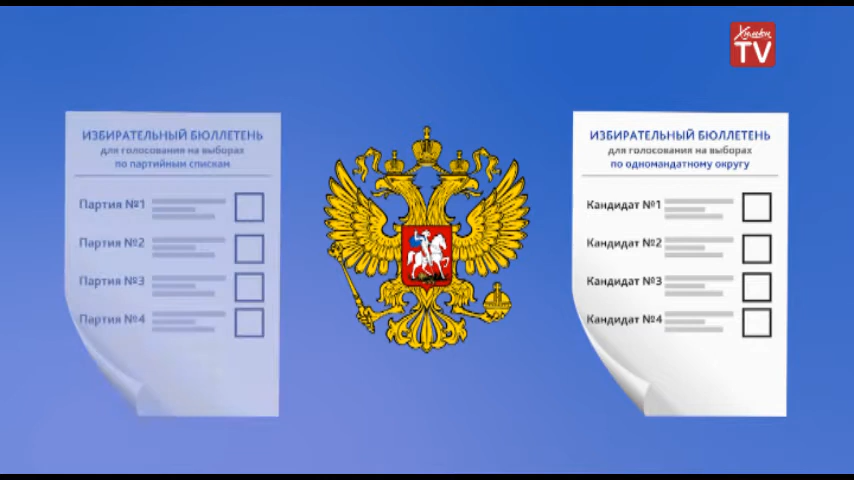 Химки
TV
ИЗБИРАТЕЛЬНЫЙ БЮЛЛЕТЕНЬ
для голосования на выборах
по партийным спискам
Партия №1
Партия №2
Партия №3
Партия №4
ИЗБИРАТЕЛЬНЫЙ БЮЛЛЕТЕНЬ
для голосования на выборах
по одномандатному округу
Кандидат №1
Кандидат №2
Кандидат №3
Кандидат №4